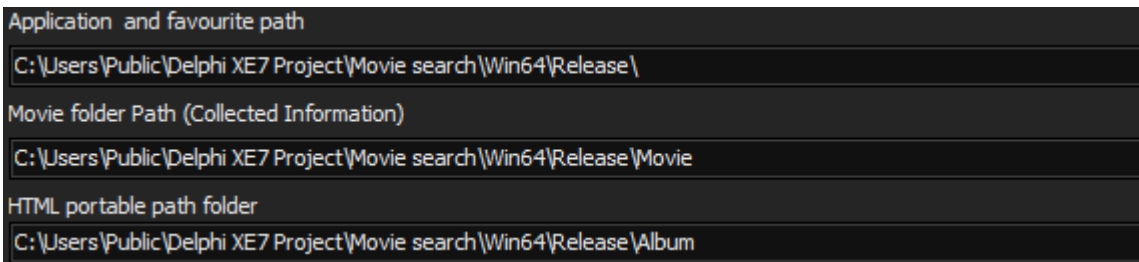 Application  and favourite path
C:\Users\Public\Delphi XE7 Project\Movie search\Win64\Release\
Movie folder Path (Collected Information)
C:\Users\Public\Delphi XE7 Project\Movie search\Win64\Release\Movie
HTML portable path folder
C:\Users\Public\Delphi XE7 Project\Movie search\Win64\Release\Album